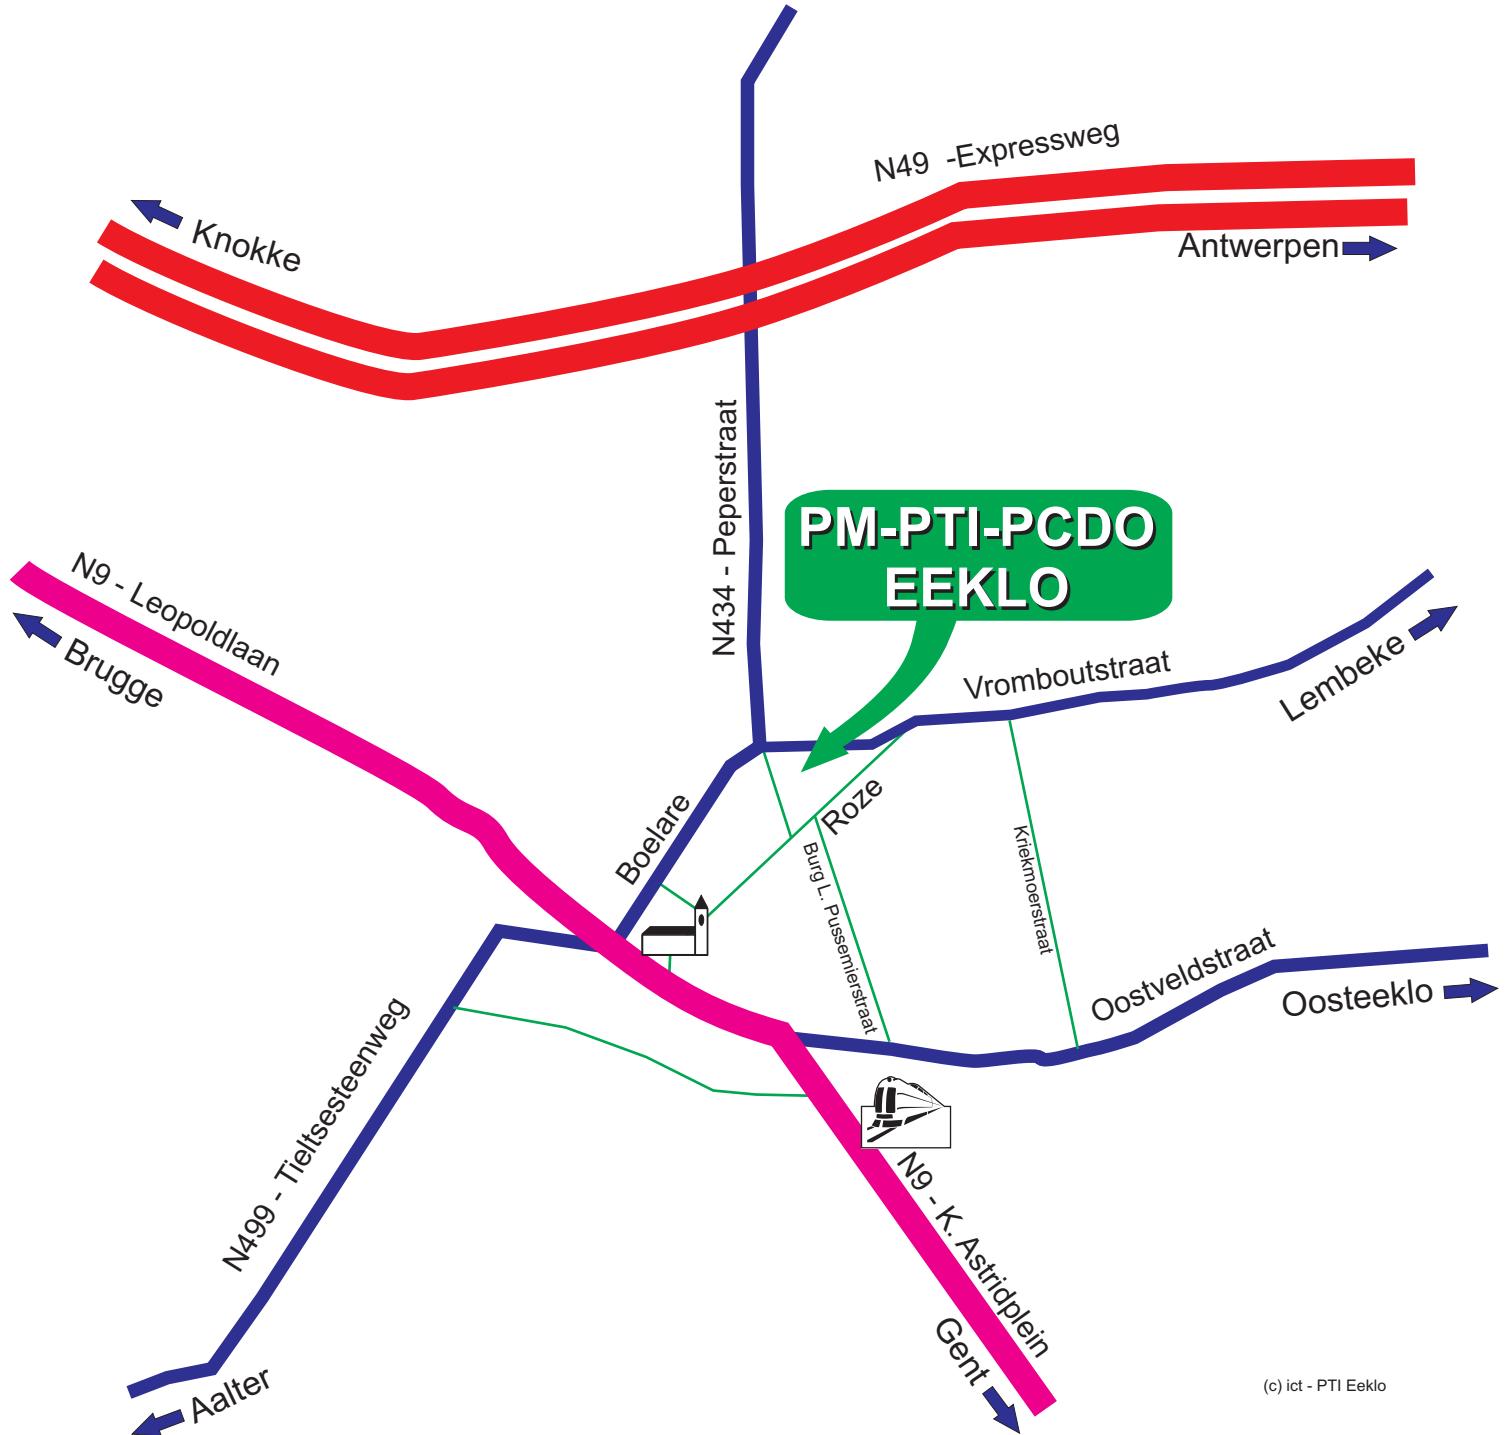 N49 -Expressweg
Knokke
Antwerpen
N434 - Peperstraat
PM-PTI-PCDO
EEKLO
N9 - Leopoldlaan
Brugge
Vromboutstraat
Lembeke
Boelare
Roze
Burg L. Pussemierstraat
Kriekmoerstraat
Oostveldstraat
Oosteeklo
N499 - Tieltsesteenweg
N9 - K. Astridplein
Gent
Aalter
(c) ict - PTI Eeklo